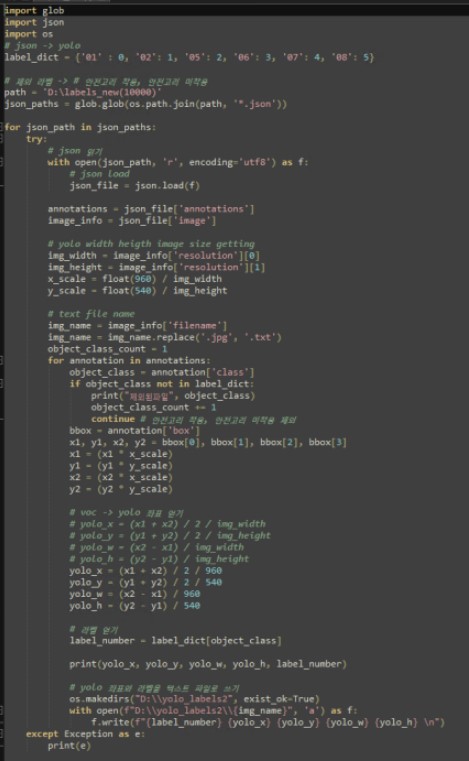 import glob
import json
import os
# json -> yolo
label_dict = {'01' : 0, '02': 1, '05': 2, '06': 3, '07': 4, '08': 5}
# 제외 라벨 -> # 안전고리 착용, 안전고리 미착용
path = 'D:\labels_new(10000)'
json_paths = glob.glob(os.path.join(path, '*.json'))
for json_path in json_paths:
try:
# json 읽기
with open(json_path, 'r', encoding='utf8') as f:
# json load
json_file = json.load(f)
annotations = json_file['annotations']
image_info = json_file['image']
# yolo width heigth image size getting
img_width = image_info['resolution'][0]
img_height = image_info['resolution'][1]
x_scale = float(960) / img_width
y_scale = float(540) / img_height
# text file name
img_name = image_info['filename']
img_name = img_name.replace('.jpg', '.txt')
object_class_count = 1
for annotation in annotations:
object_class = annotation['class']
if object_class not in label_dict:
print("제외된파일", object_class)
object_class_count += 1
continue # 안전고리 착용, 안전고리 미착용 제외
bbox = annotation['box']
x1, y1, x2, y2 = bbox[0], bbox[1], bbox[2], bbox[3]
x1 = (x1 * x_scale)
y1 = (y1 * y_scale)
x2 = (x2 * x_scale)
y2 = (y2 * y_scale)
# voc -> yolo 좌표 얻기
# yolo_x = (x1 + x2) / 2 / img_width
# yolo_y = (y1 + y2) / 2 / img_height
# yolo_w = (x2 - x1) / img_width
# yolo_h = (y2 - y1) / img_height
yolo_x = (x1 + x2) / 2 / 960
yolo_y = (y1 + y2) / 2 / 540
yolo_w = (x2 - x1) / 960
yolo_h = (y2 - y1) / 540
# 라벨 얻기
label_number = label_dict[object_class]
print(yolo_x, yolo_y, yolo_w, yolo_h, label_number)
# yolo 좌표와 라벨을 텍스트 파일로 쓰기
os.makedirs("D:\\yolo_labels2", exist_ok=True)
with open(f"D:\\yolo_labels2\\{img_name}", 'a') as f:
f.write(f"{label_number} {yolo_x} {yolo_y} {yolo_w} {yolo_h} \n")
except Exception as e:
print(e)